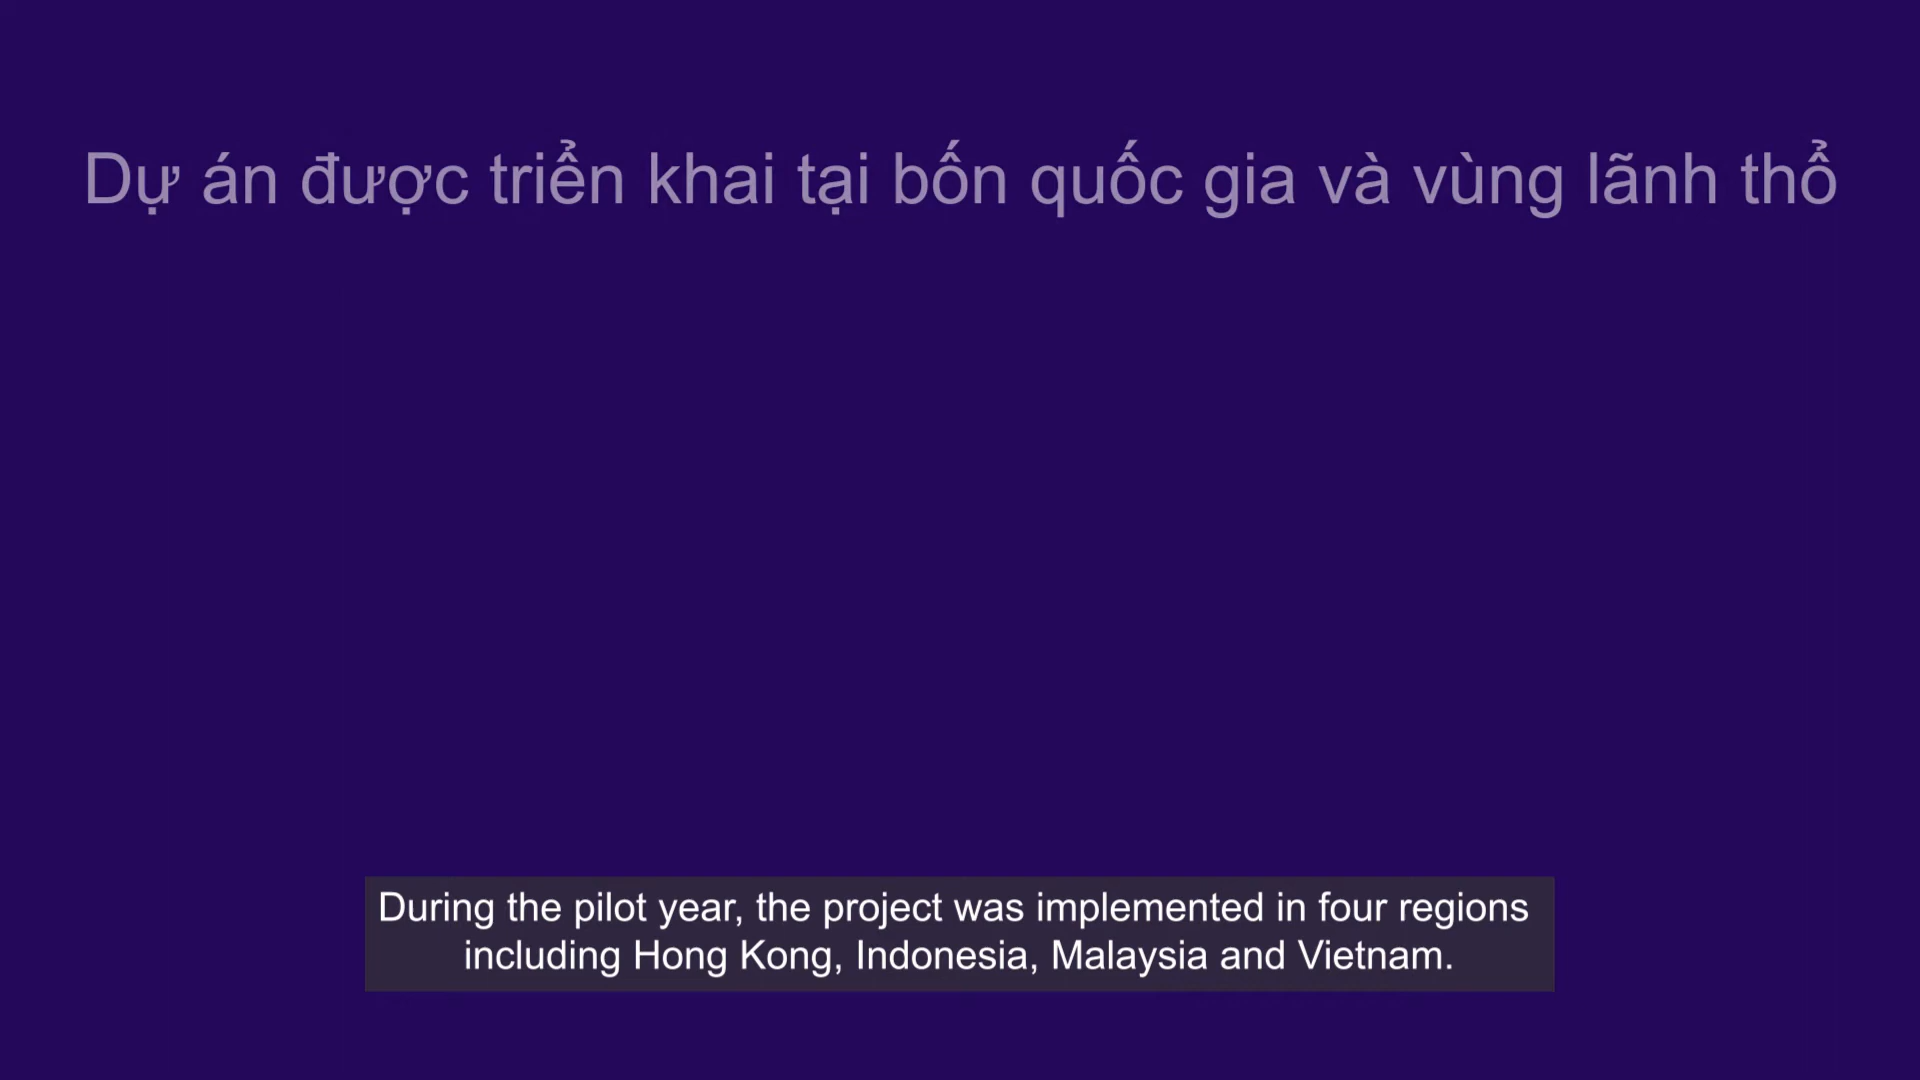 Dự án được triển khai tại bốn quốc gia và vùng lãnh thổ
During the pilot year, the project was implemented in four regions
including Hong Kong, Indonesia, Malaysia and Vietnam.